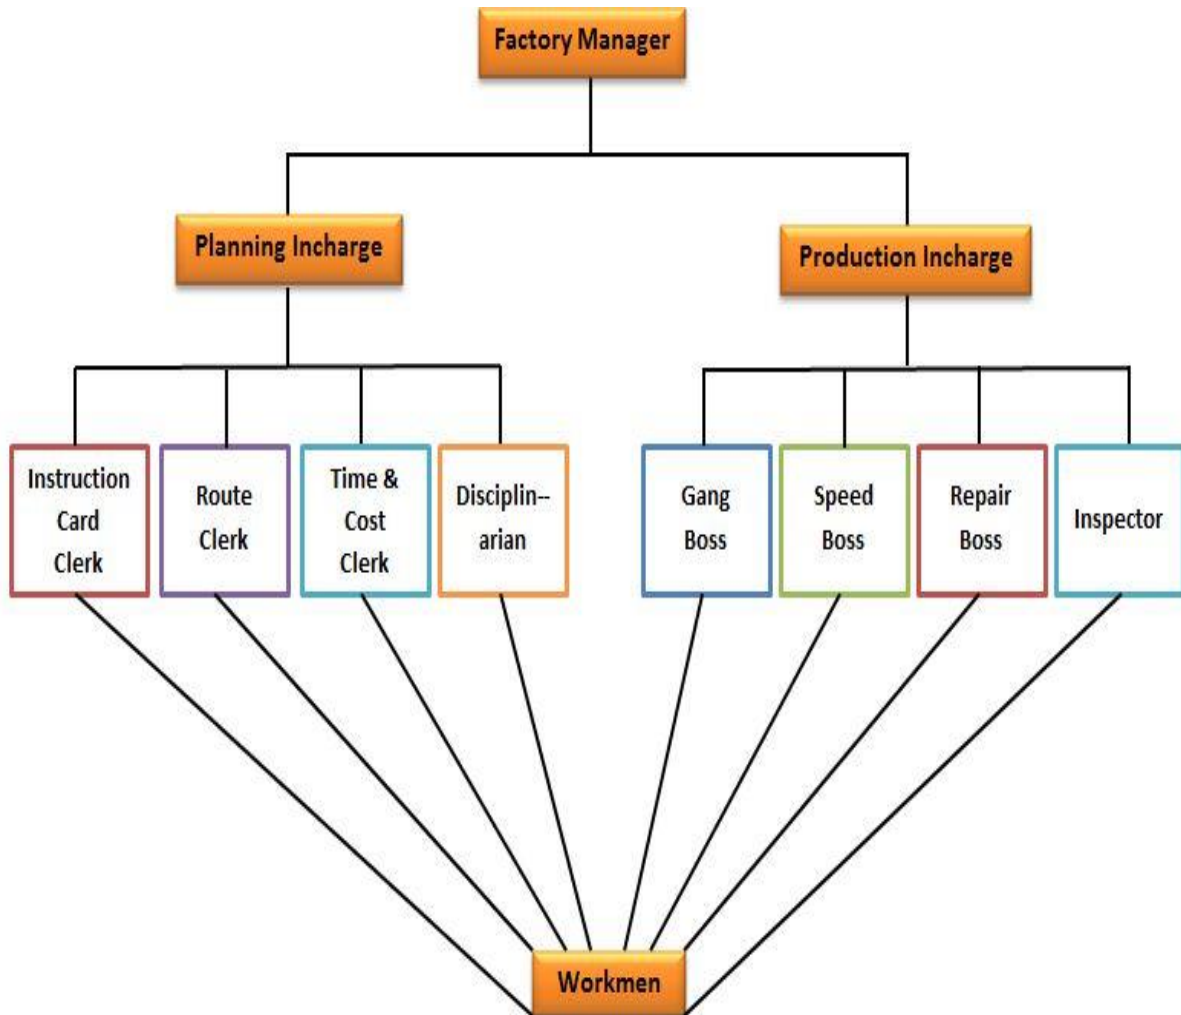 Factory Manager
Planning Incharge
Production Incharge
Instruction
Card
Clerk
Route
Clerk
Time &
Cost
Clerk
Disciplin--
arian
Gang
Boss
Speed
Boss
Repair
Boss
Inspector
Workmen